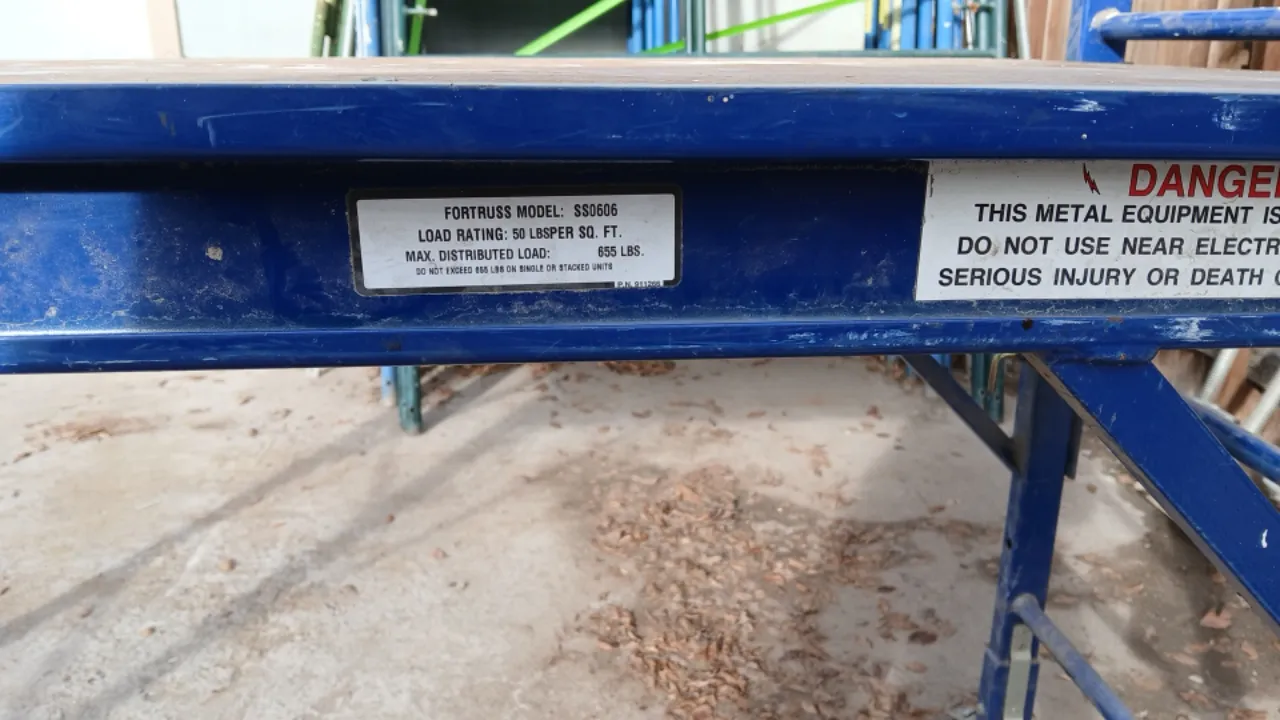 FORTRUSS MODEL: SS0606
LOAD RATING: 50 LBSPER SQ. FT.
MAX. DISTRIBUTED LOAD: 655 LBS.
DO NOT EXCEED 655 LBS ON SINGLE OR STACKED UNITS
DANGE
THIS METAL EQUIPMENT IS
DO NOT USE NEAR ELECTR
SERIOUS INJURY OR DEATH